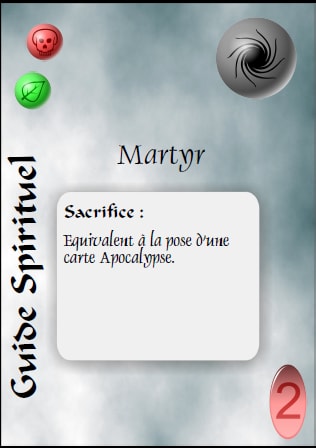 Martyr
Guide Spirituel
Sacrifice :
Equivalent à la pose d'une
carte Apocalypse.
2